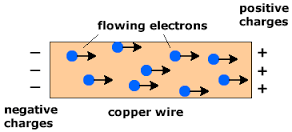 positive
charges
flowing electrons
− +
− +
− +
negative
charges
copper wire